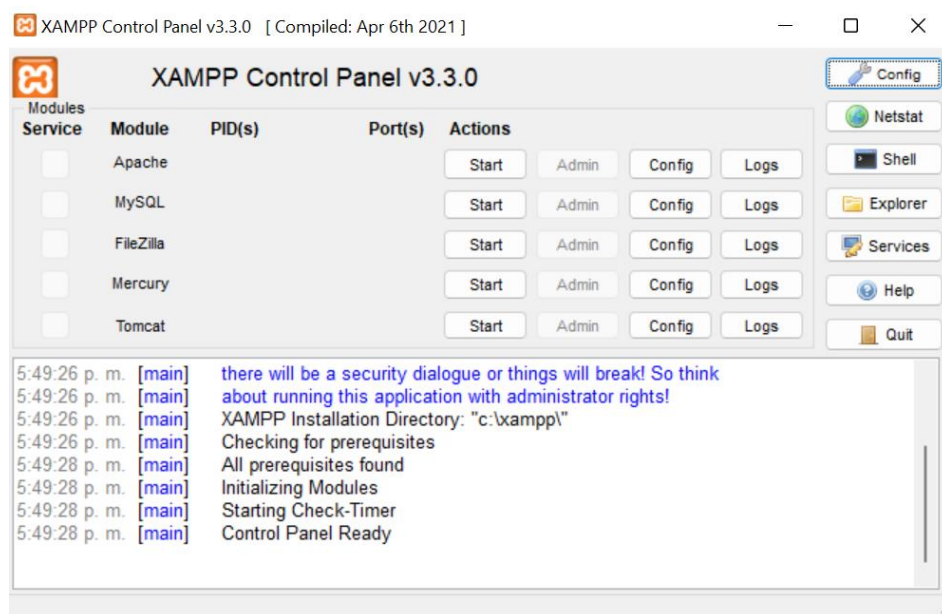 XAMPP Control Panel v3.3.0 [ Compiled: Apr 6th 2021 ]
XAMPP Control Panel v3.3.0
Config
Modules
Service Module PID(s) Port(s) Actions
Netstat
Apache Start Admin Config Logs
Shell
MySQL Start Admin Config Logs
Explorer
FileZilla Start Admin Config Logs
Services
Mercury Start Admin Config Logs
Help
Tomcat Start Admin Config Logs
Quit
5:49:26 p. m. [main] there will be a security dialogue or things will break! So think
5:49:26 p. m. [main] about running this application with administrator rights!
5:49:26 p. m. [main] XAMPP Installation Directory: "c:\xampp\"
5:49:26 p. m. [main] Checking for prerequisites
5:49:28 p. m. [main] All prerequisites found
5:49:28 p. m. [main] Initializing Modules
5:49:28 p. m. [main] Starting Check-Timer
5:49:28 p. m. [main] Control Panel Ready